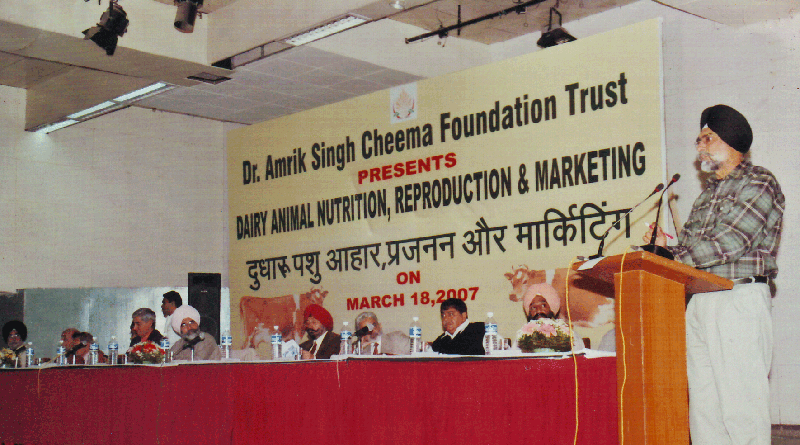 Dr. Amrik Singh Cheema Foundation Trust
PRESENTS
DAIRY ANIMAL NUTRITION, REPRODUCTION & MARKETING
दुधारू पशु आहार,प्रजनन और मार्किटिंग
ON
MARCH 18,2007